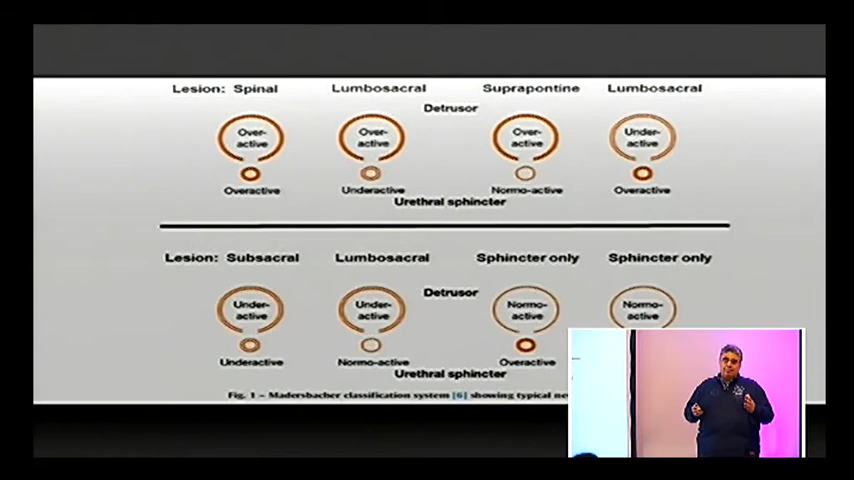 Lesion: Spinal Lumbosacral Suprapontine Lumbosacral
Detrusor
Over-
active
Over-
active
Over-
active
Under-
active
Overactive Underactive Normo-active Overactive
Urethral sphincter
Lesion: Subsacral Lumbosacral Sphincter only Sphincter only
Detrusor
Under-
active
Under-
active
Normo-
active
Normo-
active
Underactive Normo-active Overactive
Urethral sphincter
Fig. 1 – Madersbacher classification system [6] showing typical